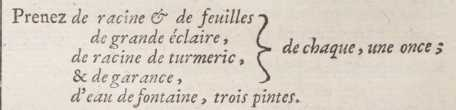 Prenez de racine & de feuilles
de grande éclaire,
de racine de turmeric,
& de garance,
de chaque, une once;
d'eau de fontaine, trois pintes.